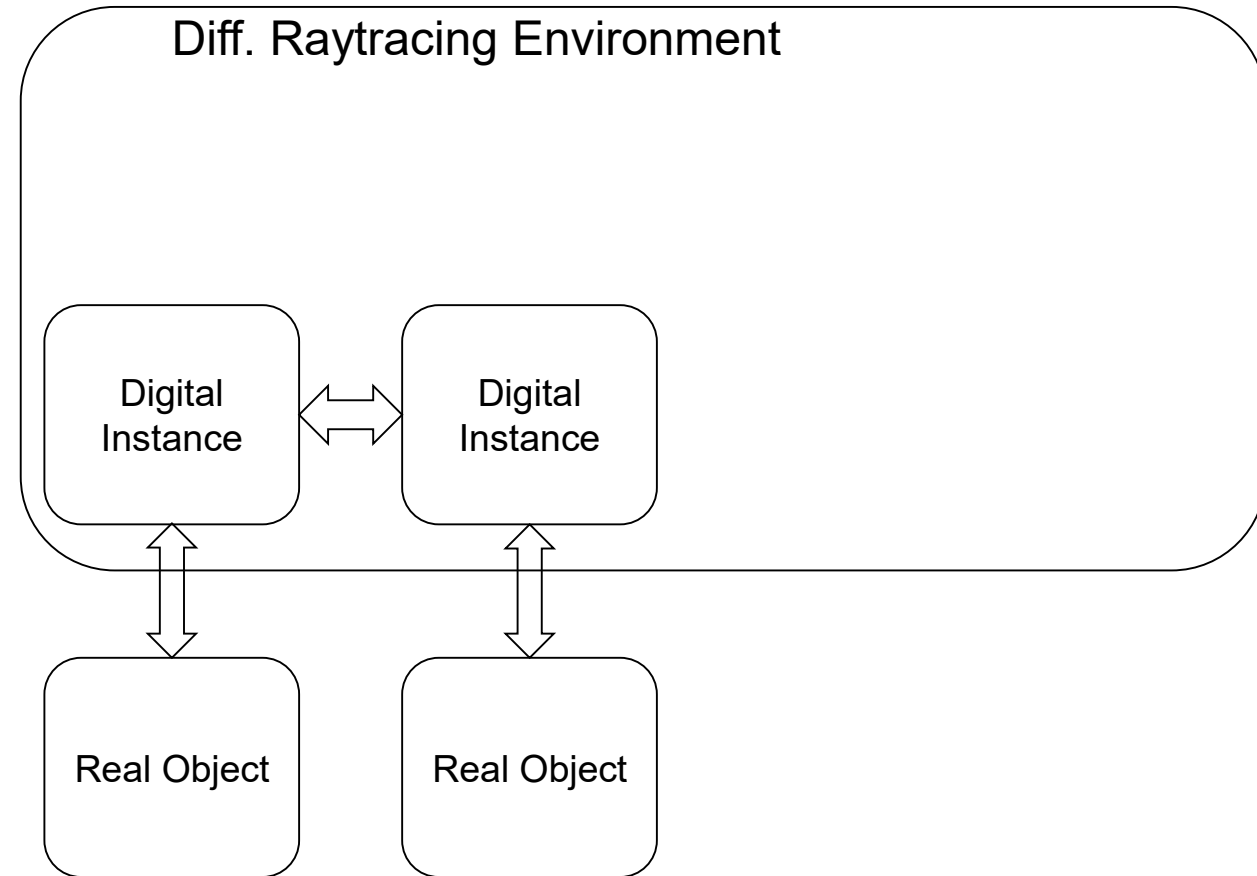 Diff. Raytracing Environment
Digital
Instance
Digital
Instance
Real Object
Real Object